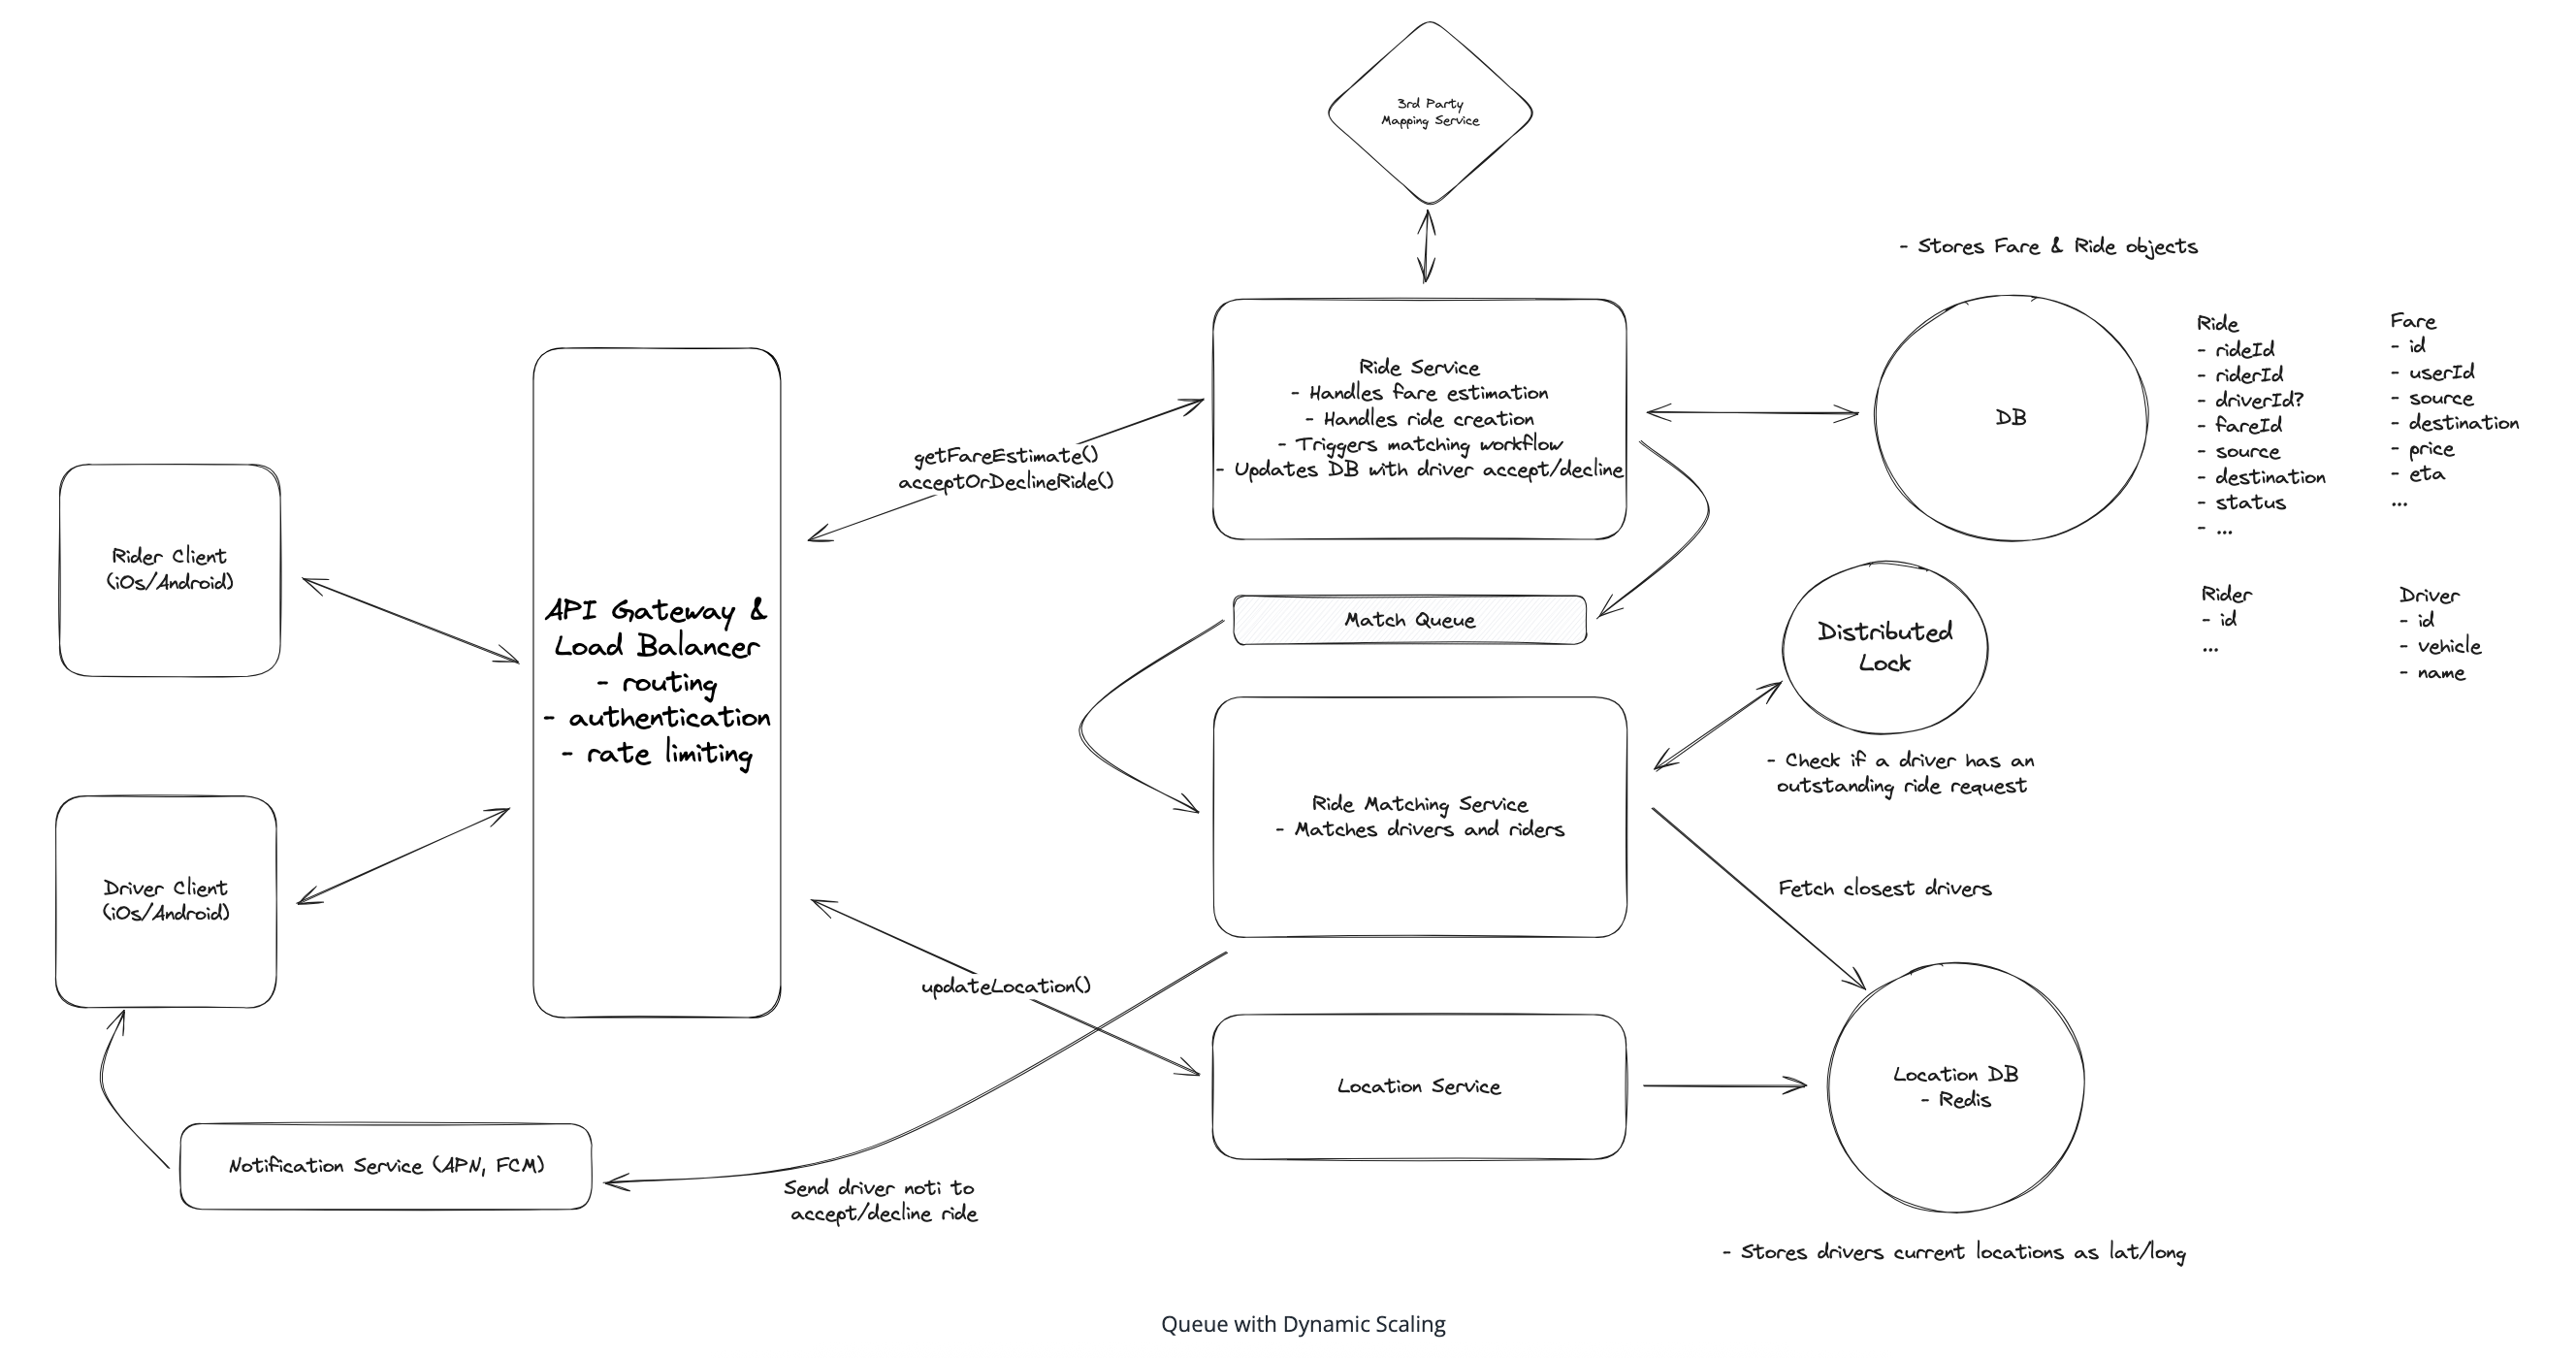 3rd Party
Mapping Service
- Stores Fare & Ride objects
Ride Service
- Handles fare estimation
- Handles ride creation
- Triggers matching workflow
- Updates DB with driver accept/decline
DB
Ride
- rideId
- riderId
- driverId?
- fareId
- source
- destination
- status
- ...
Fare
- id
- userId
- source
- destination
- price
- eta
...
getFareEstimate()
acceptOrDeclineRide()
Rider Client
(iOs/Android)
API Gateway &
Load Balancer
- routing
- authentication
- rate limiting
Match Queue
Distributed
Lock
Rider
- id
...
Driver
- id
- vehicle
- name
- Check if a driver has an
outstanding ride request
Ride Matching Service
- Matches drivers and riders
Driver Client
(iOs/Android)
Fetch closest drivers
updateLocation()
Location Service
Location DB
- Redis
Notification Service (APN, FCM)
Send driver noti to
accept/decline ride
- Stores drivers current locations as lat/long
Queue with Dynamic Scaling